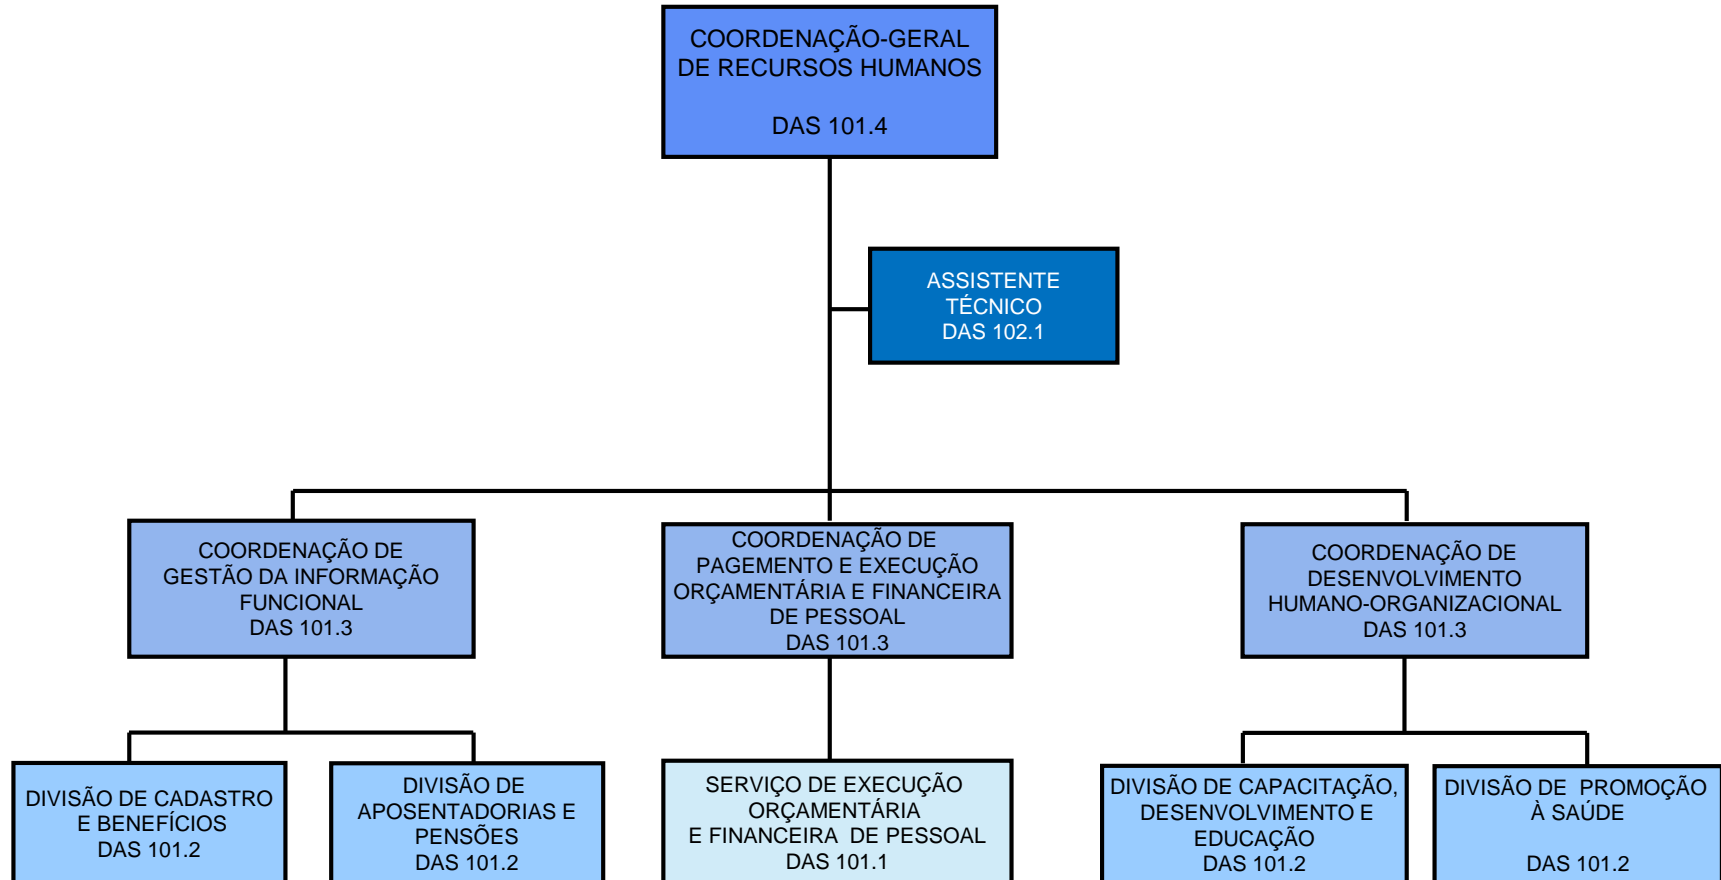 COORDENAÇÃO-GERAL
DE RECURSOS HUMANOS
DAS 101.4
ASSISTENTE
TÉCNICO
DAS 102.1
COORDENAÇÃO DE
GESTÃO DA INFORMAÇÃO
FUNCIONAL
DAS 101.3
COORDENAÇÃO DE
PAGEMENTO E EXECUÇÃO
ORÇAMENTÁRIA E FINANCEIRA
DE PESSOAL
DAS 101.3
COORDENAÇÃO DE
DESENVOLVIMENTO
HUMANO-ORGANIZACIONAL
DAS 101.3
DIVISÃO DE CADASTRO
E BENEFÍCIOS
DAS 101.2
DIVISÃO DE
APOSENTADORIAS E
PENSÕES
DAS 101.2
SERVIÇO DE EXECUÇÃO
ORÇAMENTÁRIA
E FINANCEIRA DE PESSOAL
DAS 101.1
DIVISÃO DE CAPACITAÇÃO,
DESENVOLVIMENTO E
EDUCAÇÃO
DAS 101.2
DIVISÃO DE PROMOÇÃO
À SAÚDE
DAS 101.2